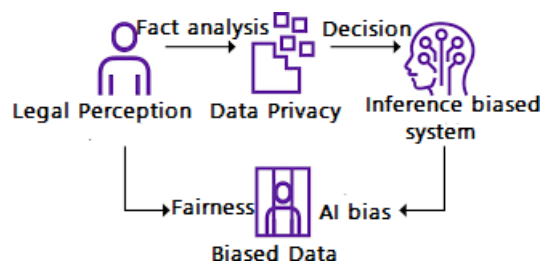 Fact analysis
Decision
Legal Perception
Data Privacy
Inference biased
system
Fairness
AI bias
Biased Data